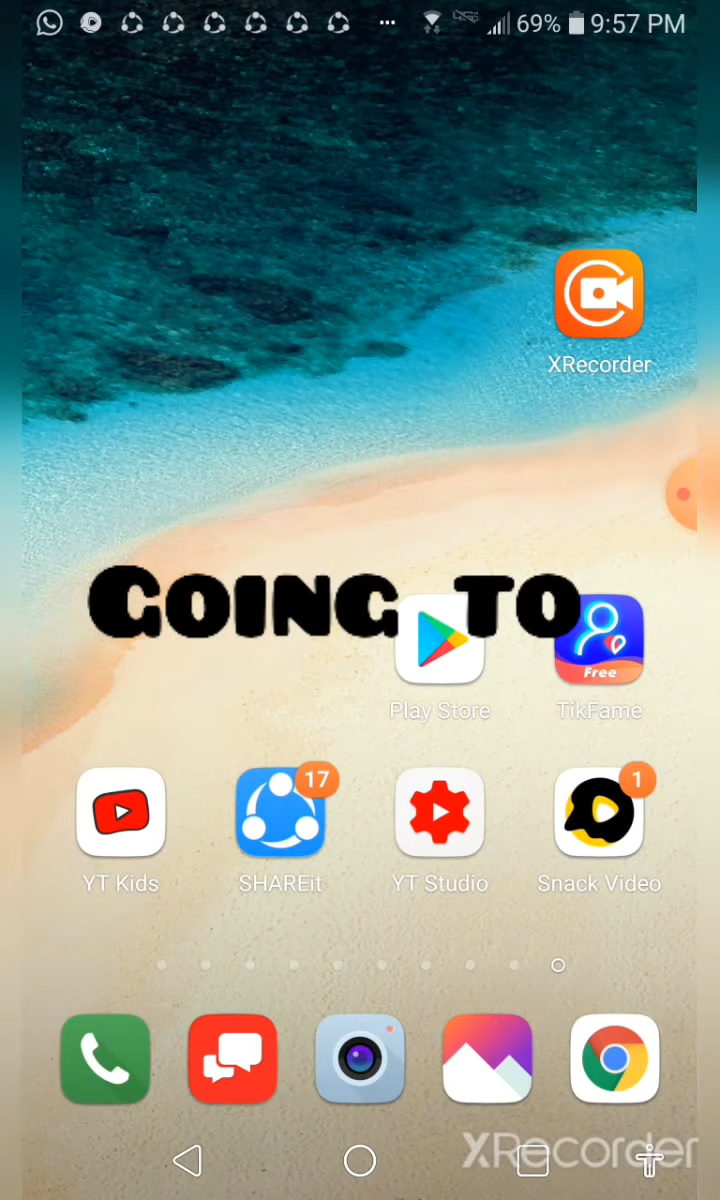 69% 9:57 PM
XRecorder
GOING TO
Free
Play Store TikFame
17 1
YT Kids SHAREit YT Studio Snack Video
XRecorder